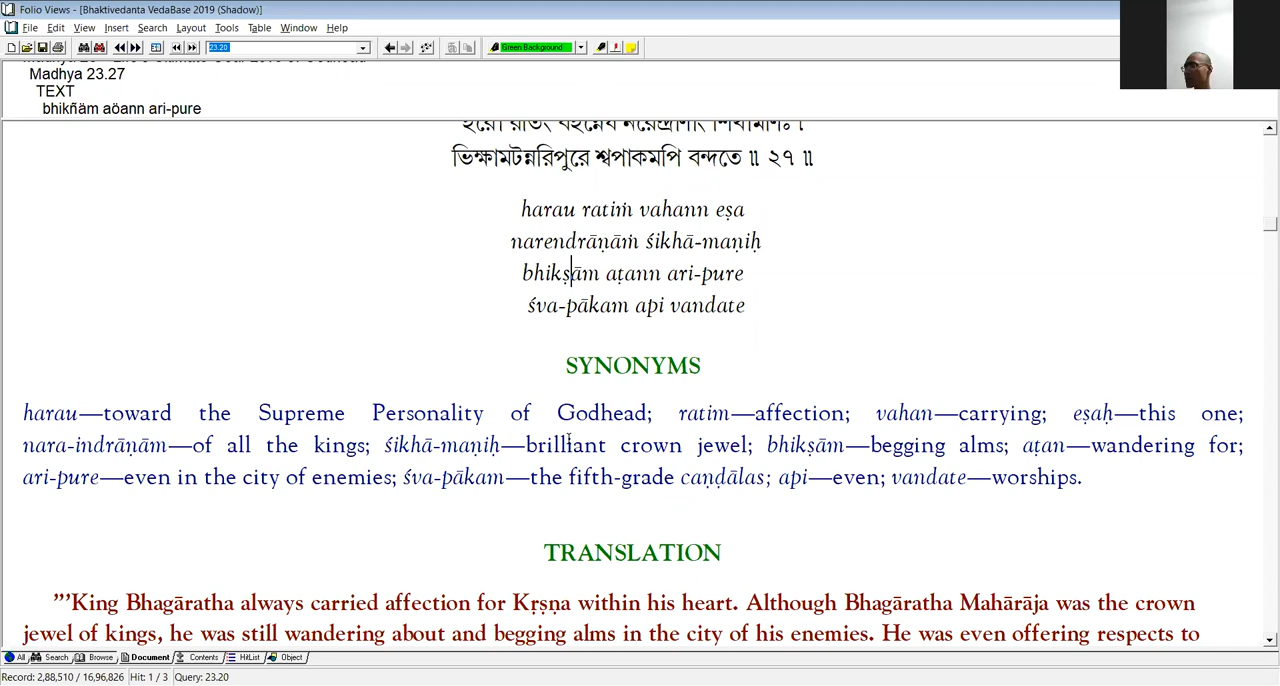 Folio Views - [Bhaktivedanta VedaBase 2019 (Shadow)]
File Edit View Insert Search Layout Tools Table Window Help
23.20 Green Background
Madhya 23.27
TEXT
bhikñäm aöann ari-pure
ভিক্ষামটন্নরিপুরে শ্বপাকমপি বন্দতে ॥ ২৭ ॥
harau ratiṁ vahann eṣa
narendrāṇāṁ śikhā-maṇiḥ
bhikṣām aṭann ari-pure
śva-pākam api vandate
SYNONYMS
harau—toward the Supreme Personality of Godhead; ratim—affection; vahan—carrying; eṣaḥ—this one;
nara-indrāṇām—of all the kings; śikhā-maṇiḥ—brilliant crown jewel; bhikṣām—begging alms; aṭan—wandering for;
ari-pure—even in the city of enemies; śva-pākam—the fifth-grade caṇḍālas; api—even; vandate—worships.
TRANSLATION
"'King Bhagāratha always carried affection for Kṛṣṇa within his heart. Although Bhagāratha Mahārāja was the crown
jewel of kings, he was still wandering about and begging alms in the city of his enemies. He was even offering respects to
All Search Browse Document Contents HitList Object
Record: 2,88,510 / 16,96,826 Hit: 1 / 3 Query: 23.20